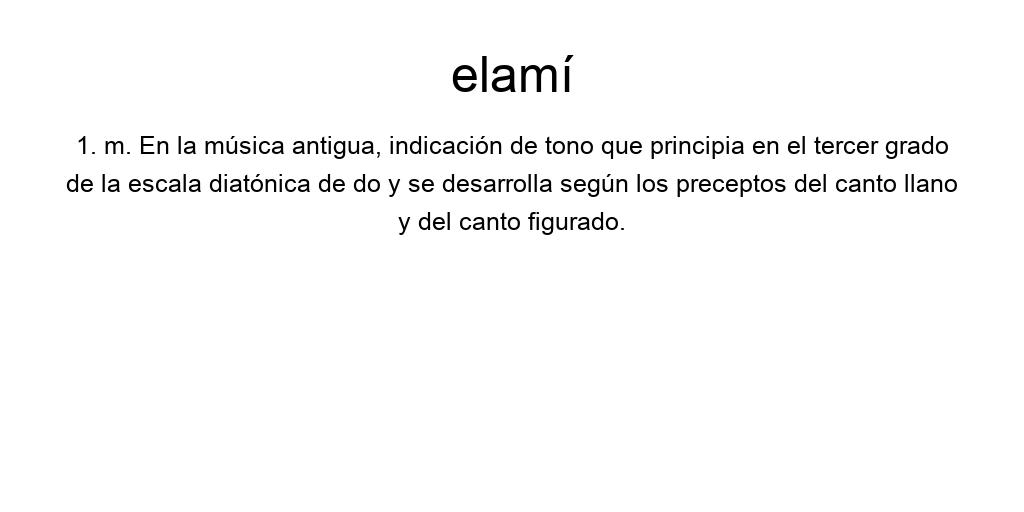 elamí
1. m. En la música antigua, indicación de tono que principia en el tercer grado
de la escala diatónica de do y se desarrolla según los preceptos del canto llano
y del canto figurado.